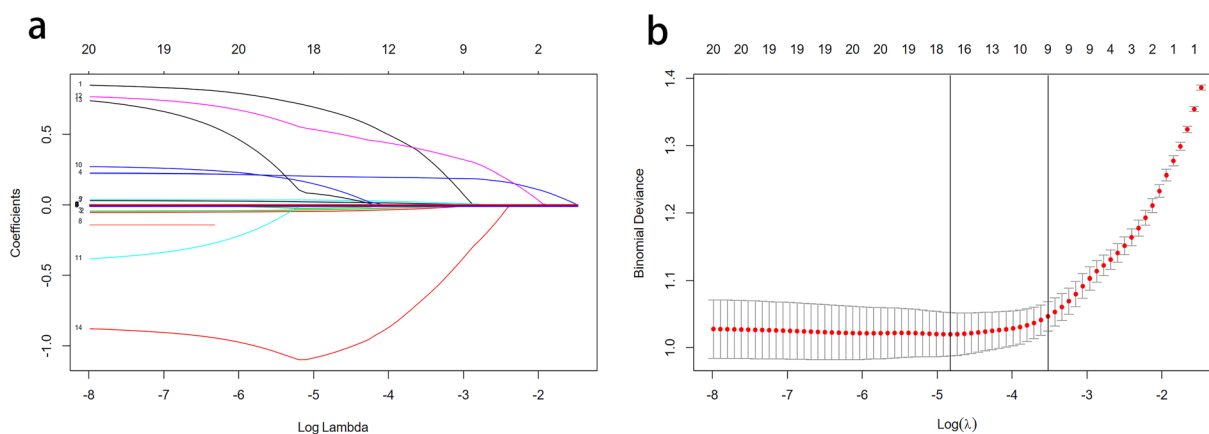 a
20 19 20 18 12 9 2
Coefficients
0.5
0.0
-0.5
-1.0
1
12
13
10
4
8
11
14
-8 -7 -6 -5 -4 -3 -2
Log Lambda
b
20 20 19 19 19 20 20 19 18 16 13 10 9 9 9 4 3 2 1 1
Binomial Deviance
1.4
1.3
1.2
1.1
1.0
-8 -7 -6 -5 -4 -3 -2
Log(λ)